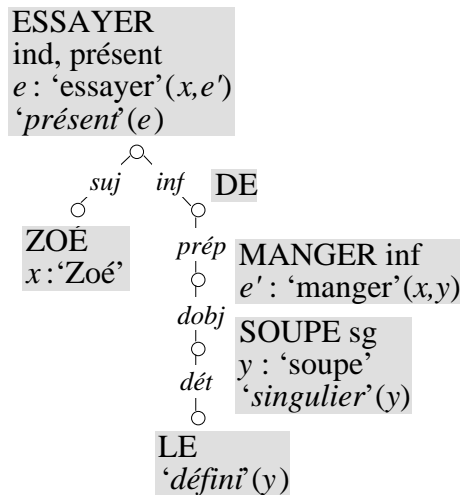 ESSAYER
ind, présent
e : ‘essayer’(x,e')
‘présent’(e)
suj
inf
DE
ZOÉ
x :‘Zoé’
prép
MANGER inf
e' : ‘manger’(x,y)
dobj
SOUPE sg
y : ‘soupe’
‘singulier’(y)
dét
LE
‘défini’(y)